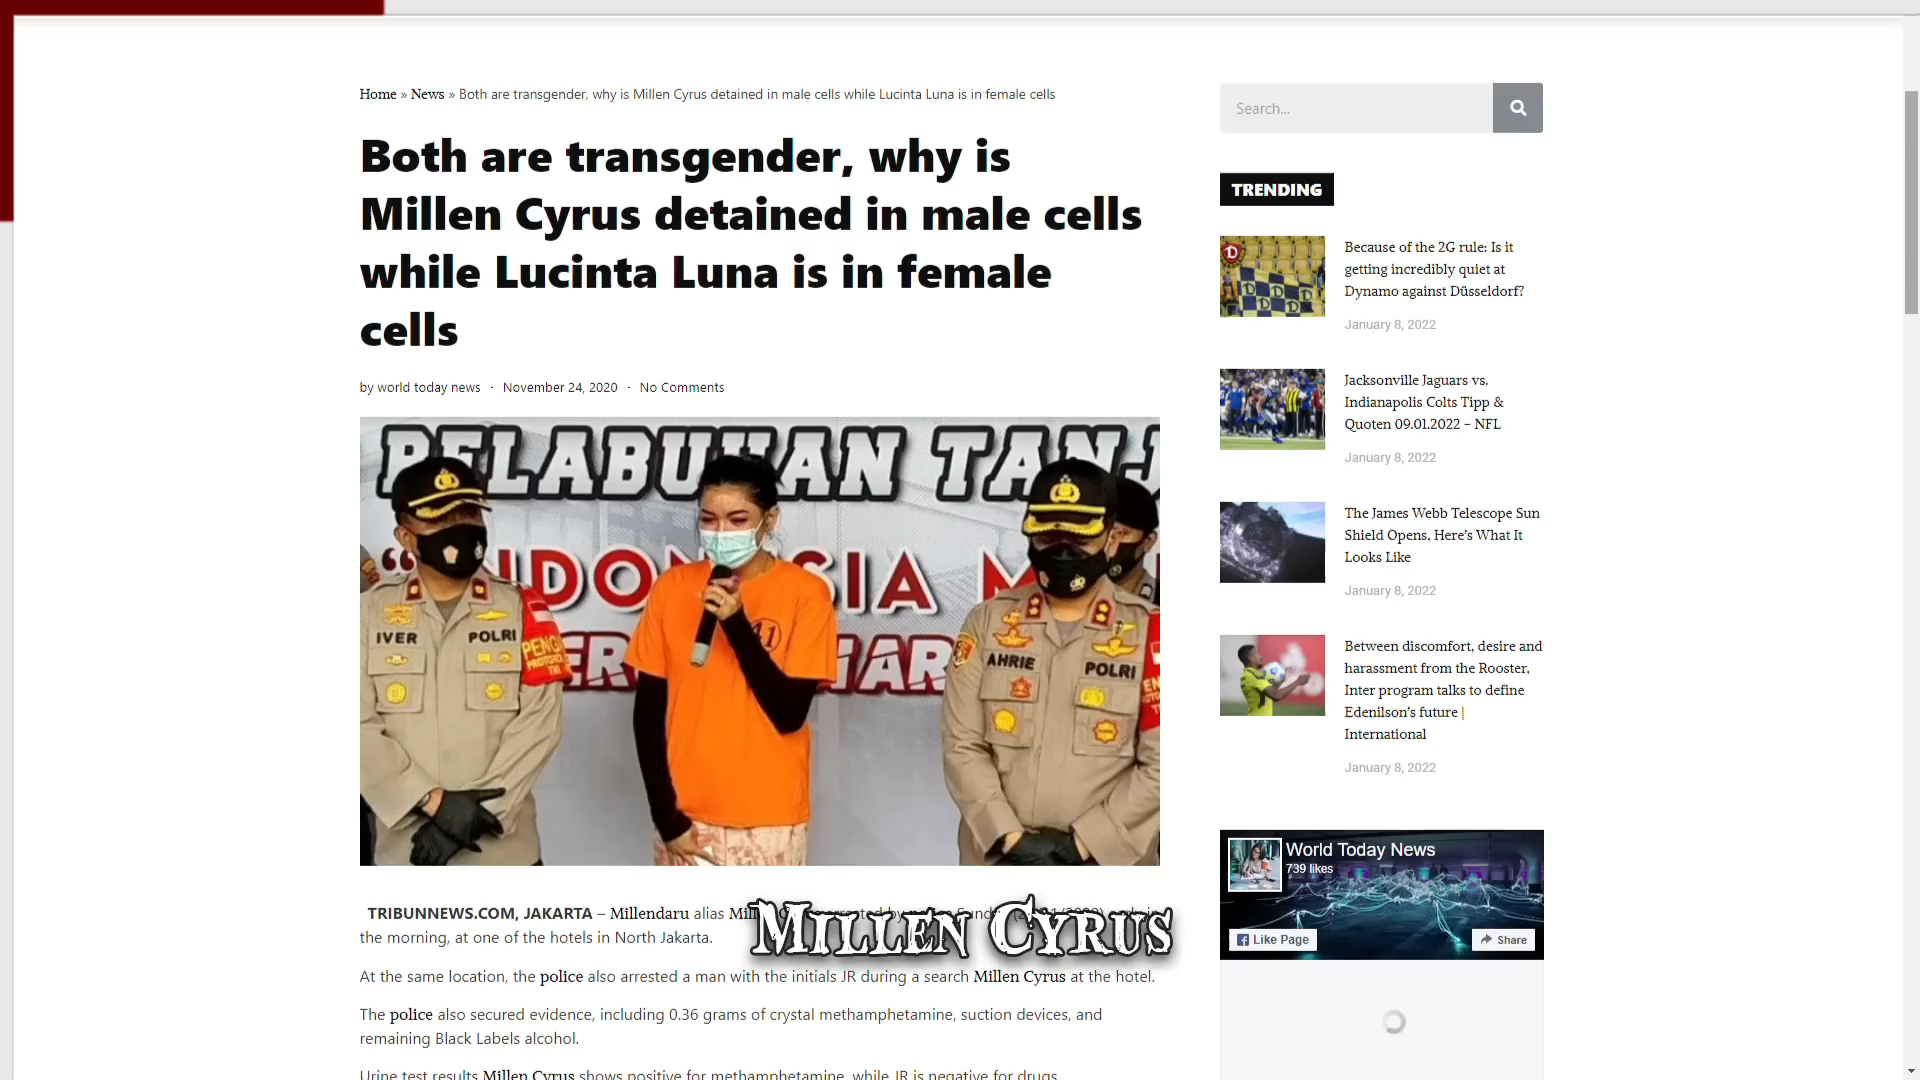 Home » News » Both are transgender, why is Millen Cyrus detained in male cells while Lucinta Luna is in female cells
Both are transgender, why is
Millen Cyrus detained in male cells
while Lucinta Luna is in female
cells
by world today news · November 24, 2020 · No Comments
PELABUHAN TANJ
"INDONESIA M
ER
HAR
IVER
POLRI
PENG
PROTOKO
TNI
41
AHRIE
POLRI
TRIBUNNEWS.COM, JAKARTA – Millendaru alias
the morning, at one of the hotels in North Jakarta.
MILLEN CYRUS
At the same location, the police also arrested a man with the initials JR during a search Millen Cyrus at the hotel.
The police also secured evidence, including 0.36 grams of crystal methamphetamine, suction devices, and
remaining Black Labels alcohol.
Urine test results Millen Cyrus shows positive for methamphetamine, while JR is negative for drugs.
Search...
TRENDING
Because of the 2G rule: Is it
getting incredibly quiet at
Dynamo against Düsseldorf?
January 8, 2022
Jacksonville Jaguars vs.
Indianapolis Colts Tipp &
Quoten 09.01.2022 – NFL
January 8, 2022
The James Webb Telescope Sun
Shield Opens, Here's What It
Looks Like
January 8, 2022
Between discomfort, desire and
harassment from the Rooster,
Inter program talks to define
Edenilson's future |
International
January 8, 2022
World Today News
739 likes
Like Page
Share